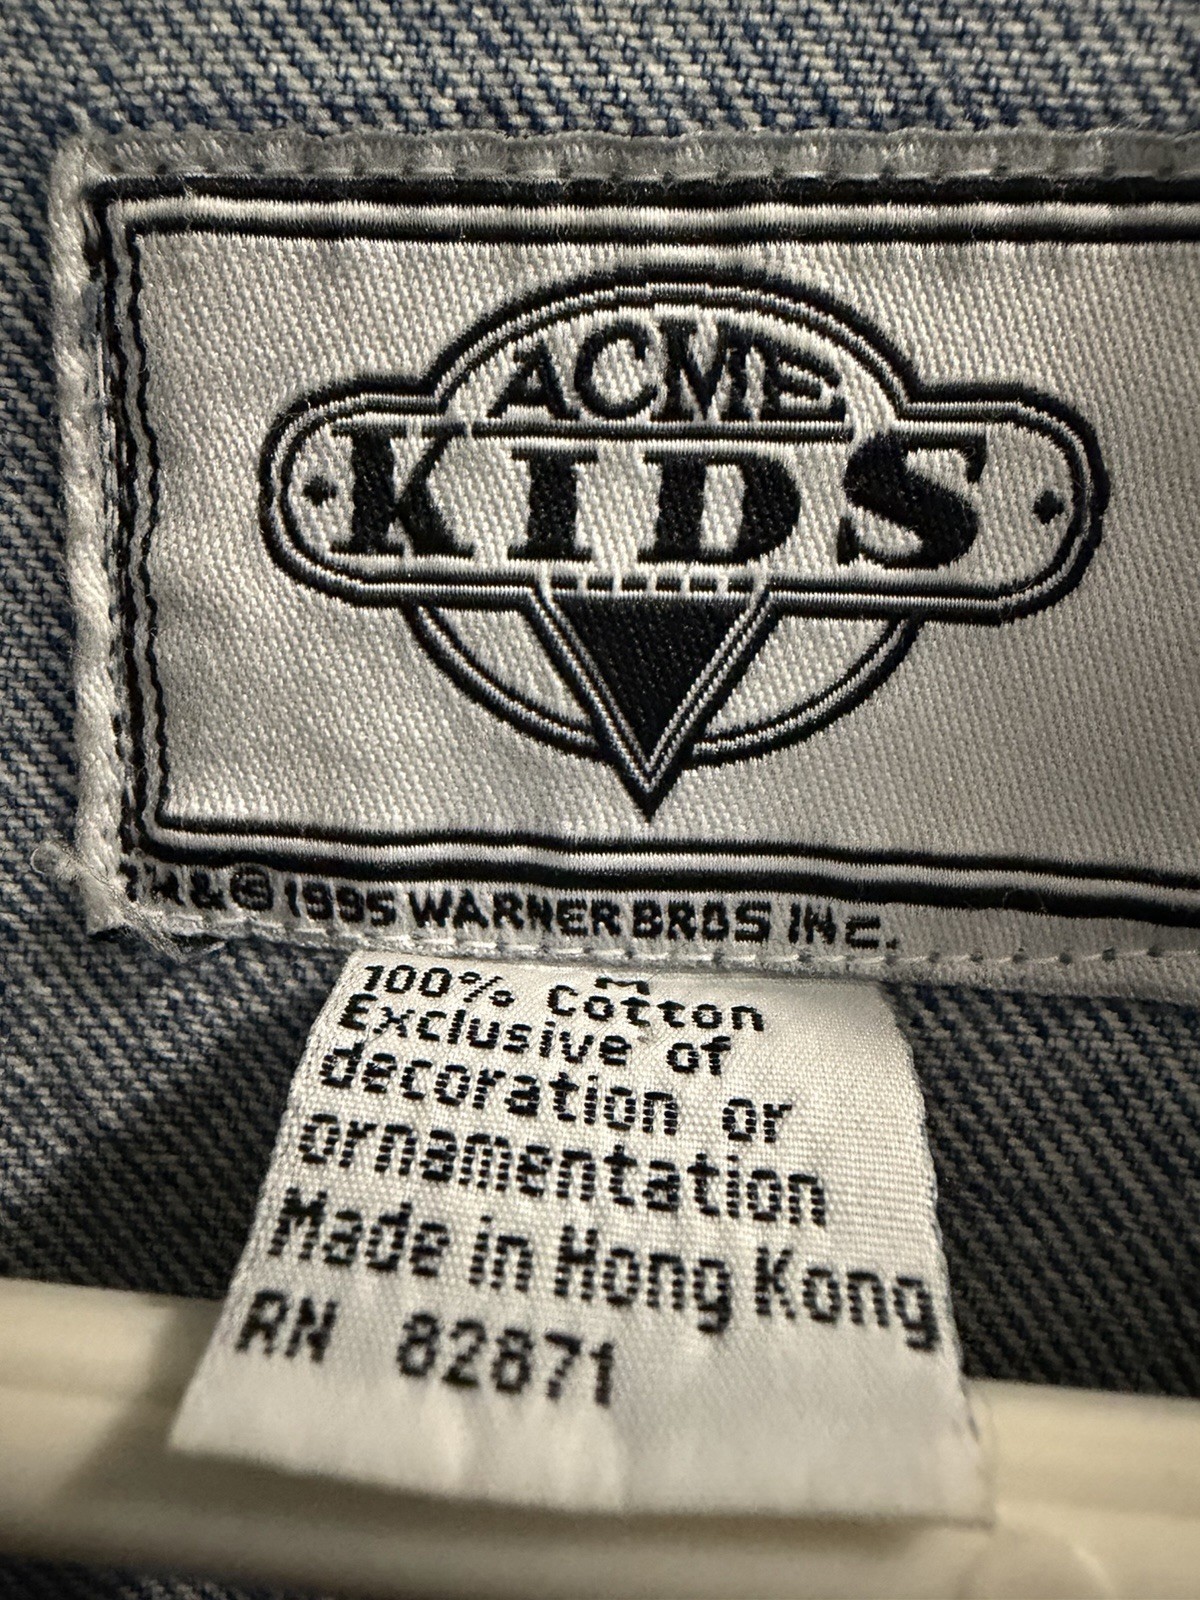 ACME
KIDS
TM & © 1995 WARNER BROS INC.
M
100% Cotton
Exclusive of
decoration or
ornamentation
Made in Hong Kong
RN 82871